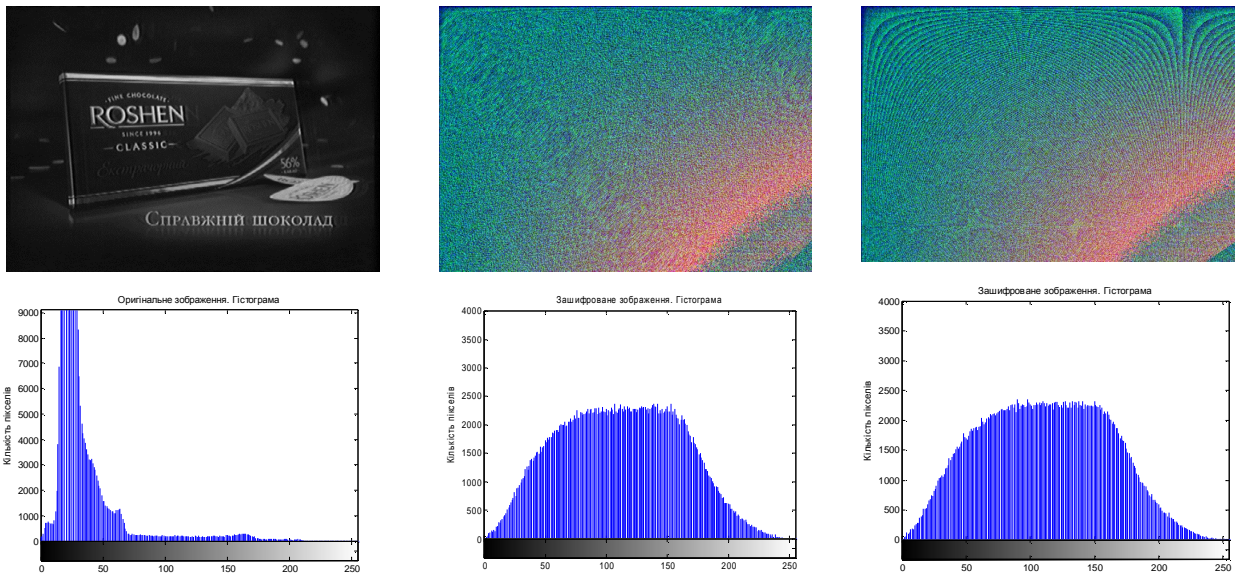 ·FINE CHOCOLATE·
ROSHEN
SINCE 1996
–CLASSIC–
56%
СПРАВЖНІЙ ШОКОЛАД
Оригінальне зображення. Гістограма
Кількість пікселів
9000
8000
7000
6000
5000
4000
3000
2000
1000
0
0 50 100 150 200 250
Зашифроване зображення. Гістограма
Кількість пікселів
4000
3500
3000
2500
2000
1500
1000
500
0
0 50 100 150 200 250
Зашифроване зображення. Гістограма
Кількість пікселів
4000
3500
3000
2500
2000
1500
1000
500
0
0 50 100 150 200 250